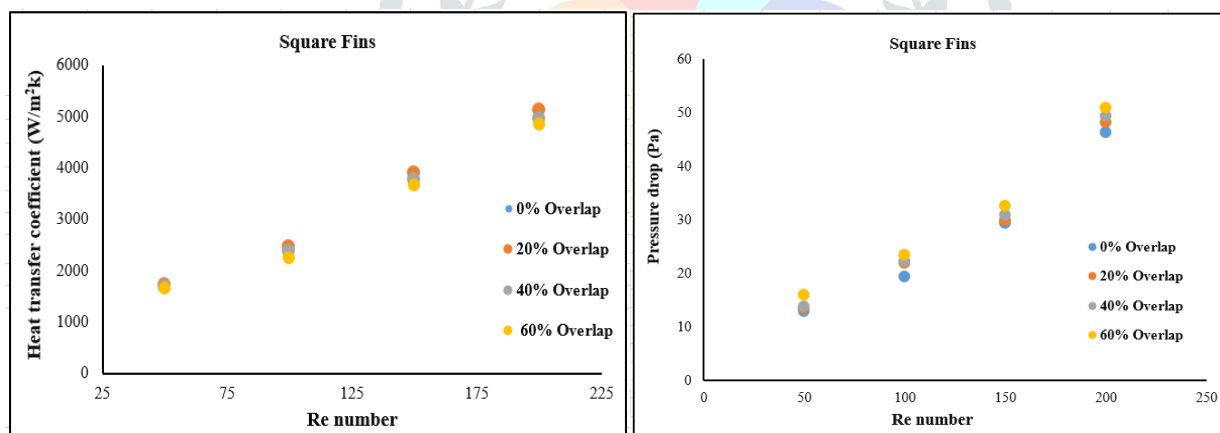 Square Fins
Heat transfer coefficient (W/m²k)
6000
5000
4000
3000
2000
1000
0
0% Overlap
20% Overlap
40% Overlap
60% Overlap
25
75
125
175
225
Re number
Square Fins
Pressure drop (Pa)
60
50
40
30
20
10
0
0% Overlap
20% Overlap
40% Overlap
60% Overlap
0
50
100
150
200
250
Re number